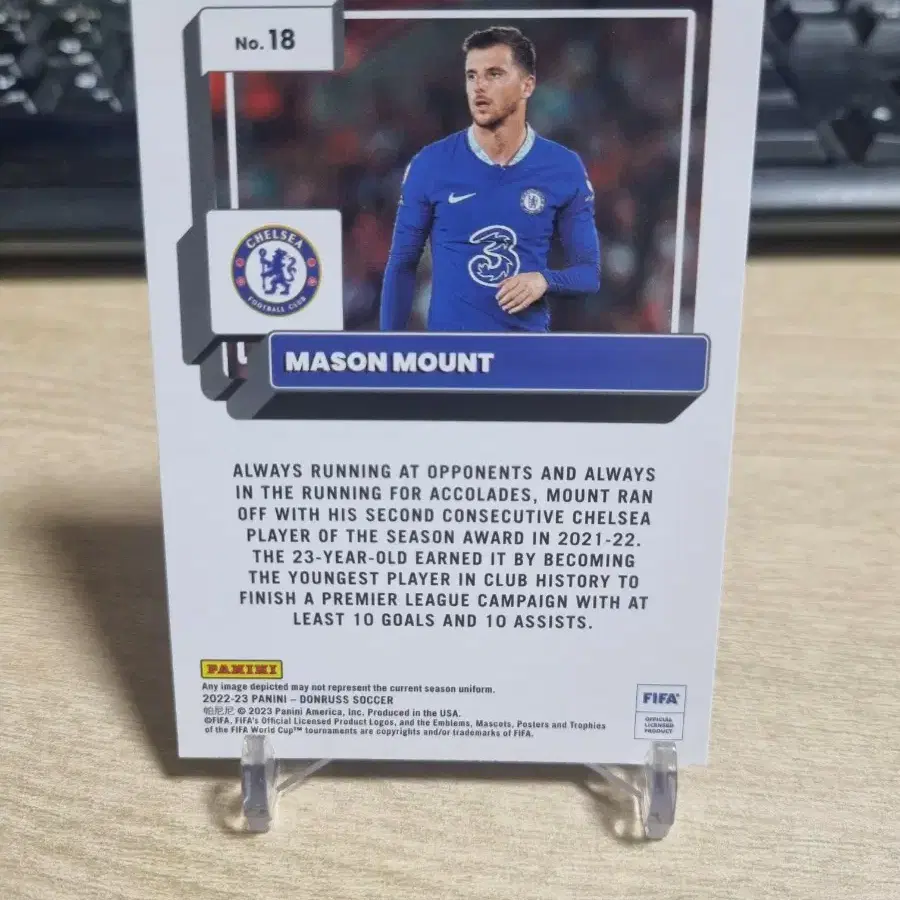 No. 18
CHELSEA
FOOTBALL CLUB
3
MASON MOUNT
ALWAYS RUNNING AT OPPONENTS AND ALWAYS
IN THE RUNNING FOR ACCOLADES, MOUNT RAN
OFF WITH HIS SECOND CONSECUTIVE CHELSEA
PLAYER OF THE SEASON AWARD IN 2021-22.
THE 23-YEAR-OLD EARNED IT BY BECOMING
THE YOUNGEST PLAYER IN CLUB HISTORY TO
FINISH A PREMIER LEAGUE CAMPAIGN WITH AT
LEAST 10 GOALS AND 10 ASSISTS.
PANINI
Any image depicted may not represent the current season uniform.
2022-23 PANINI – DONRUSS SOCCER
帕尼尼 © 2023 Panini America, Inc. Produced in the USA.
©FIFA, FIFA's Official Licensed Product Logos, and the Emblems, Mascots, Posters and Trophies
of the FIFA World Cup™ tournaments are copyrights and/or trademarks of FIFA.
FIFA®
OFFICIAL
LICENSED
PRODUCT